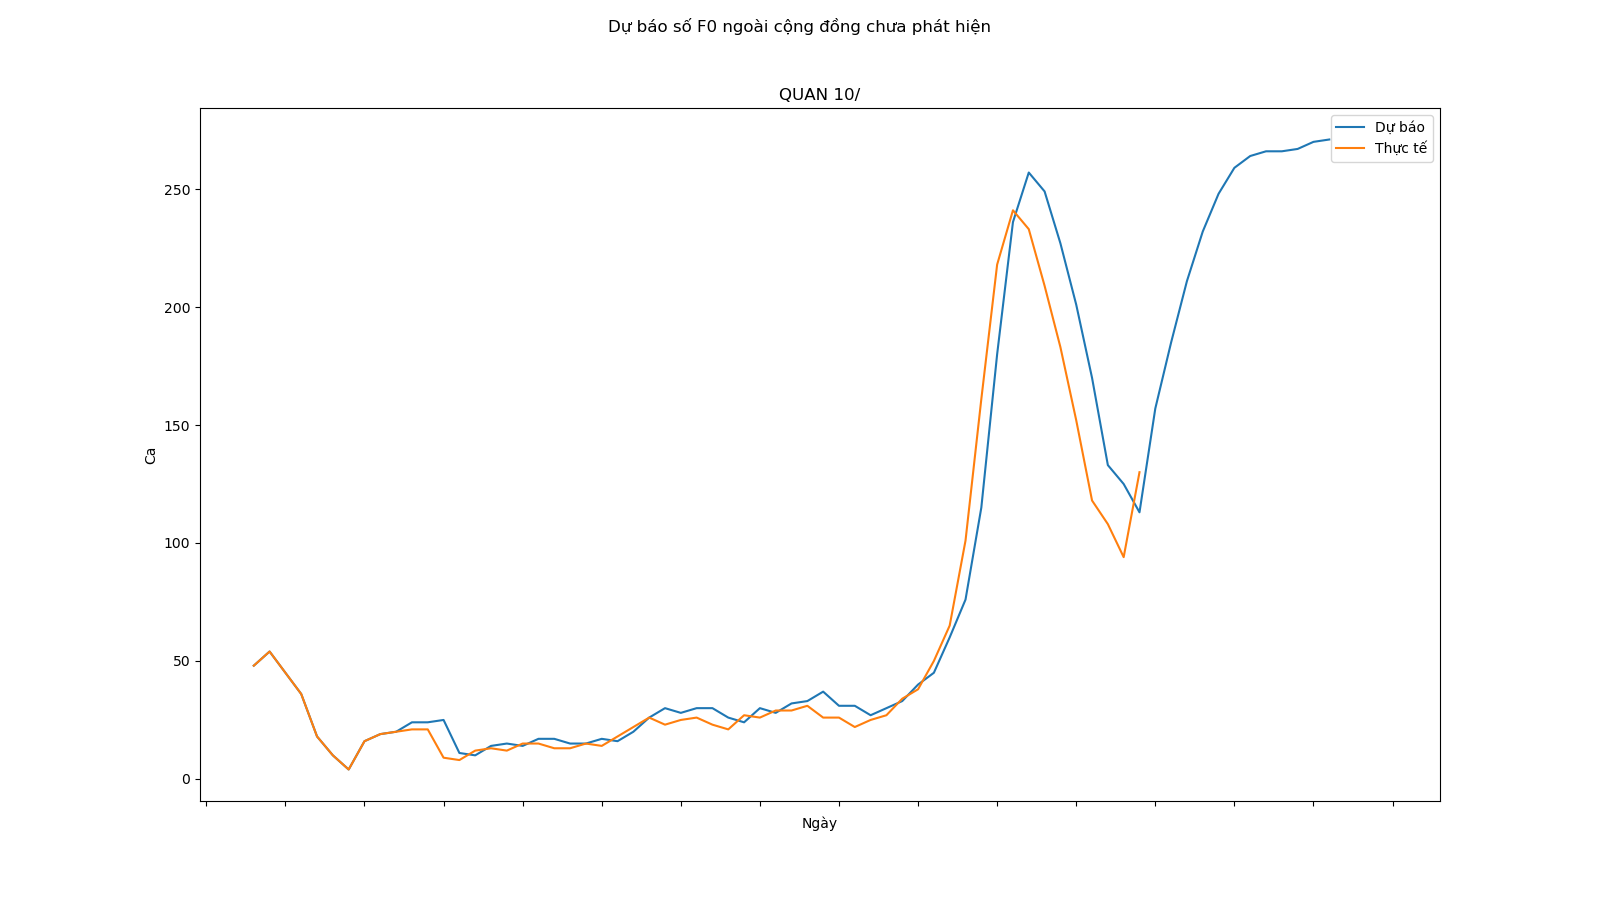 Dự báo số F0 ngoài cộng đồng chưa phát hiện
QUAN 10/
Dự báo
Thực tế
250
200
150
100
50
0
Ca
Ngày